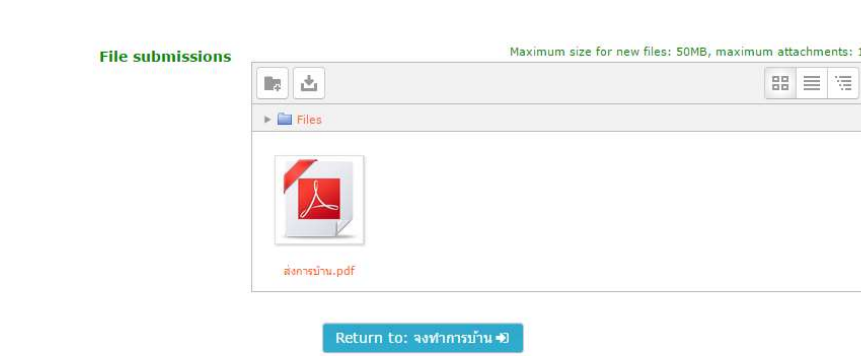 File submissions
Maximum size for new files: 50MB, maximum attachments: 1
Files
ส่งการบ้าน.pdf
Return to: จงทำการบ้าน